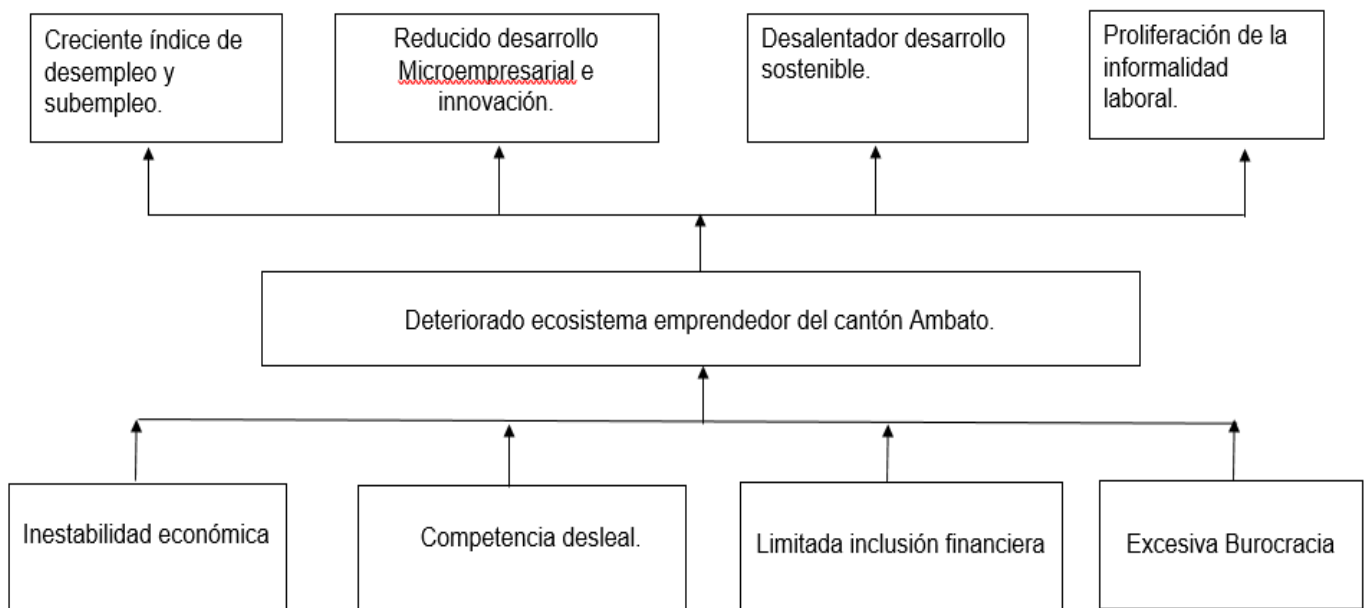 Creciente índice de
desempleo y
subempleo.
Reducido desarrollo
Microempresarial e
innovación.
Desalentador desarrollo
sostenible.
Proliferación de la
informalidad
laboral.
Deteriorado ecosistema emprendedor del cantón Ambato.
Inestabilidad económica
Competencia desleal.
Limitada inclusión financiera
Excesiva Burocracia